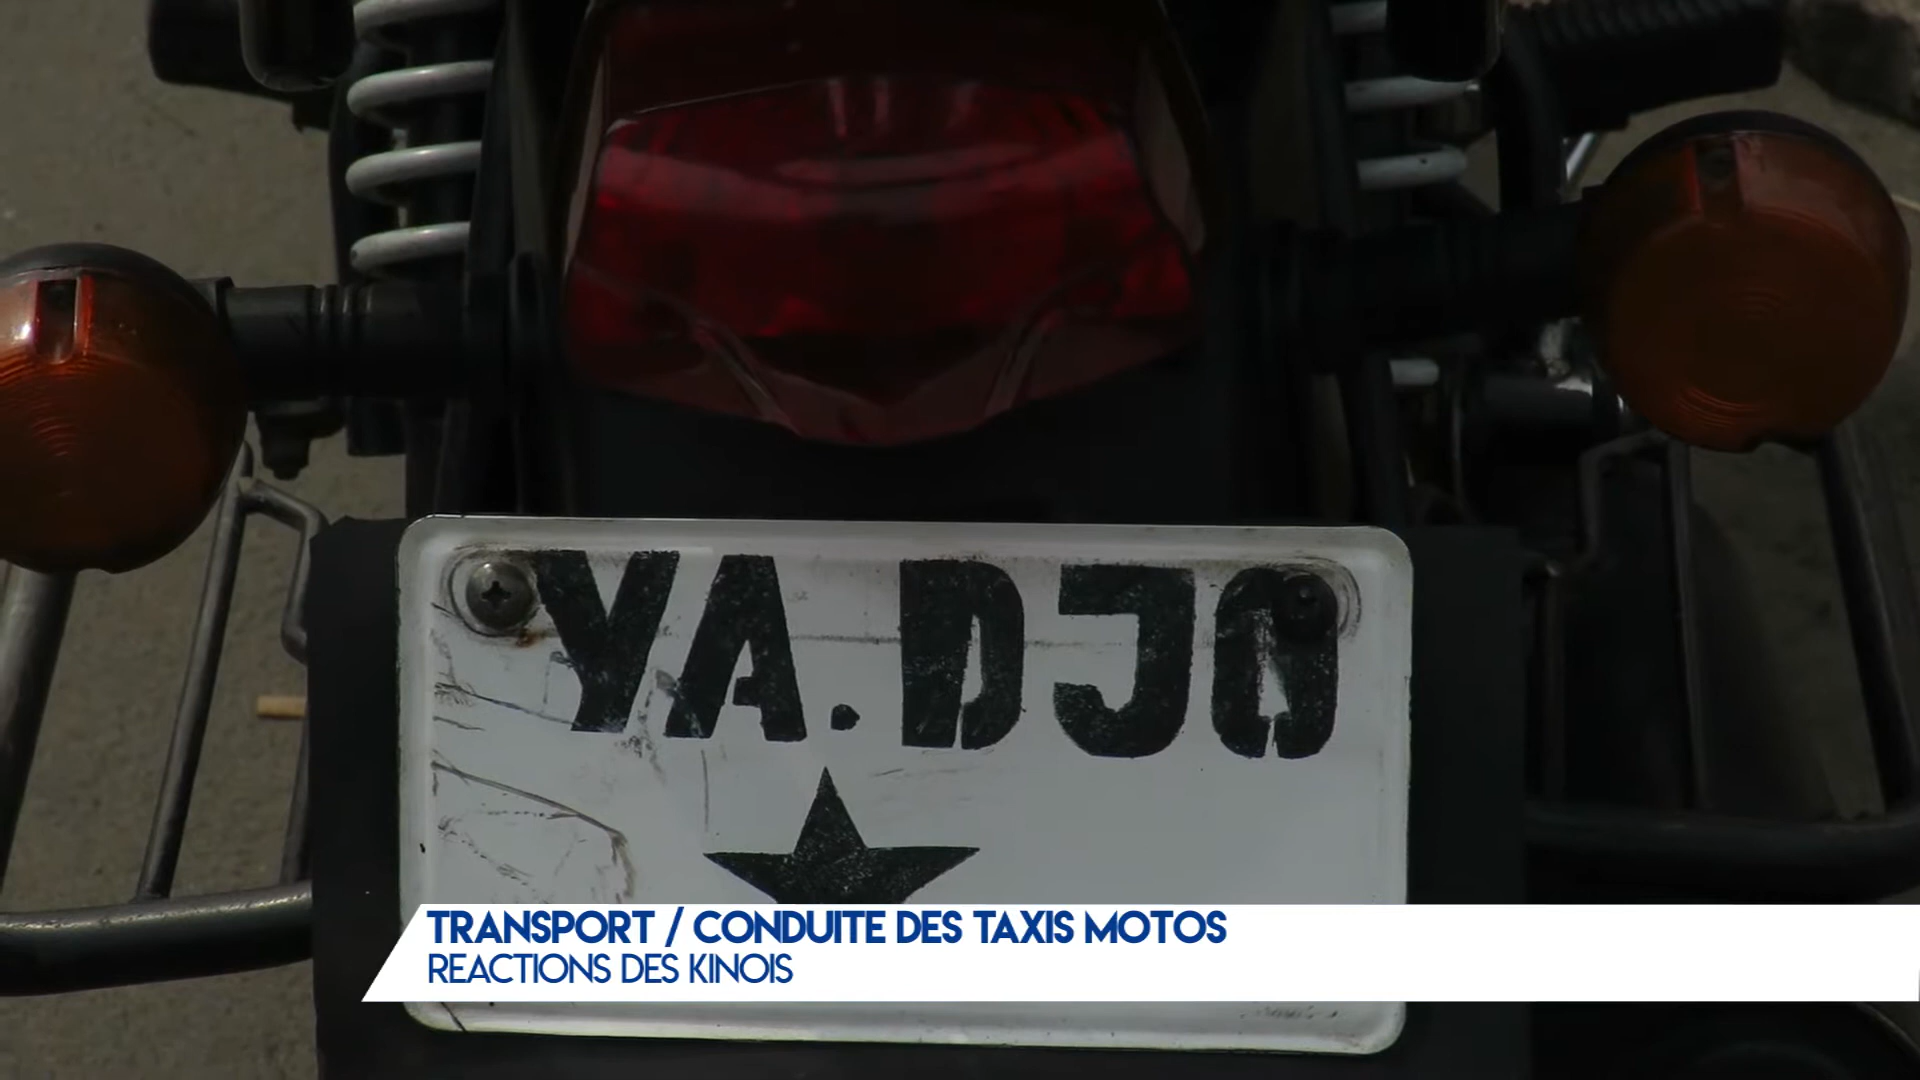 YA.DJO
TRANSPORT / CONDUITE DES TAXIS MOTOS
REACTIONS DES KINOIS